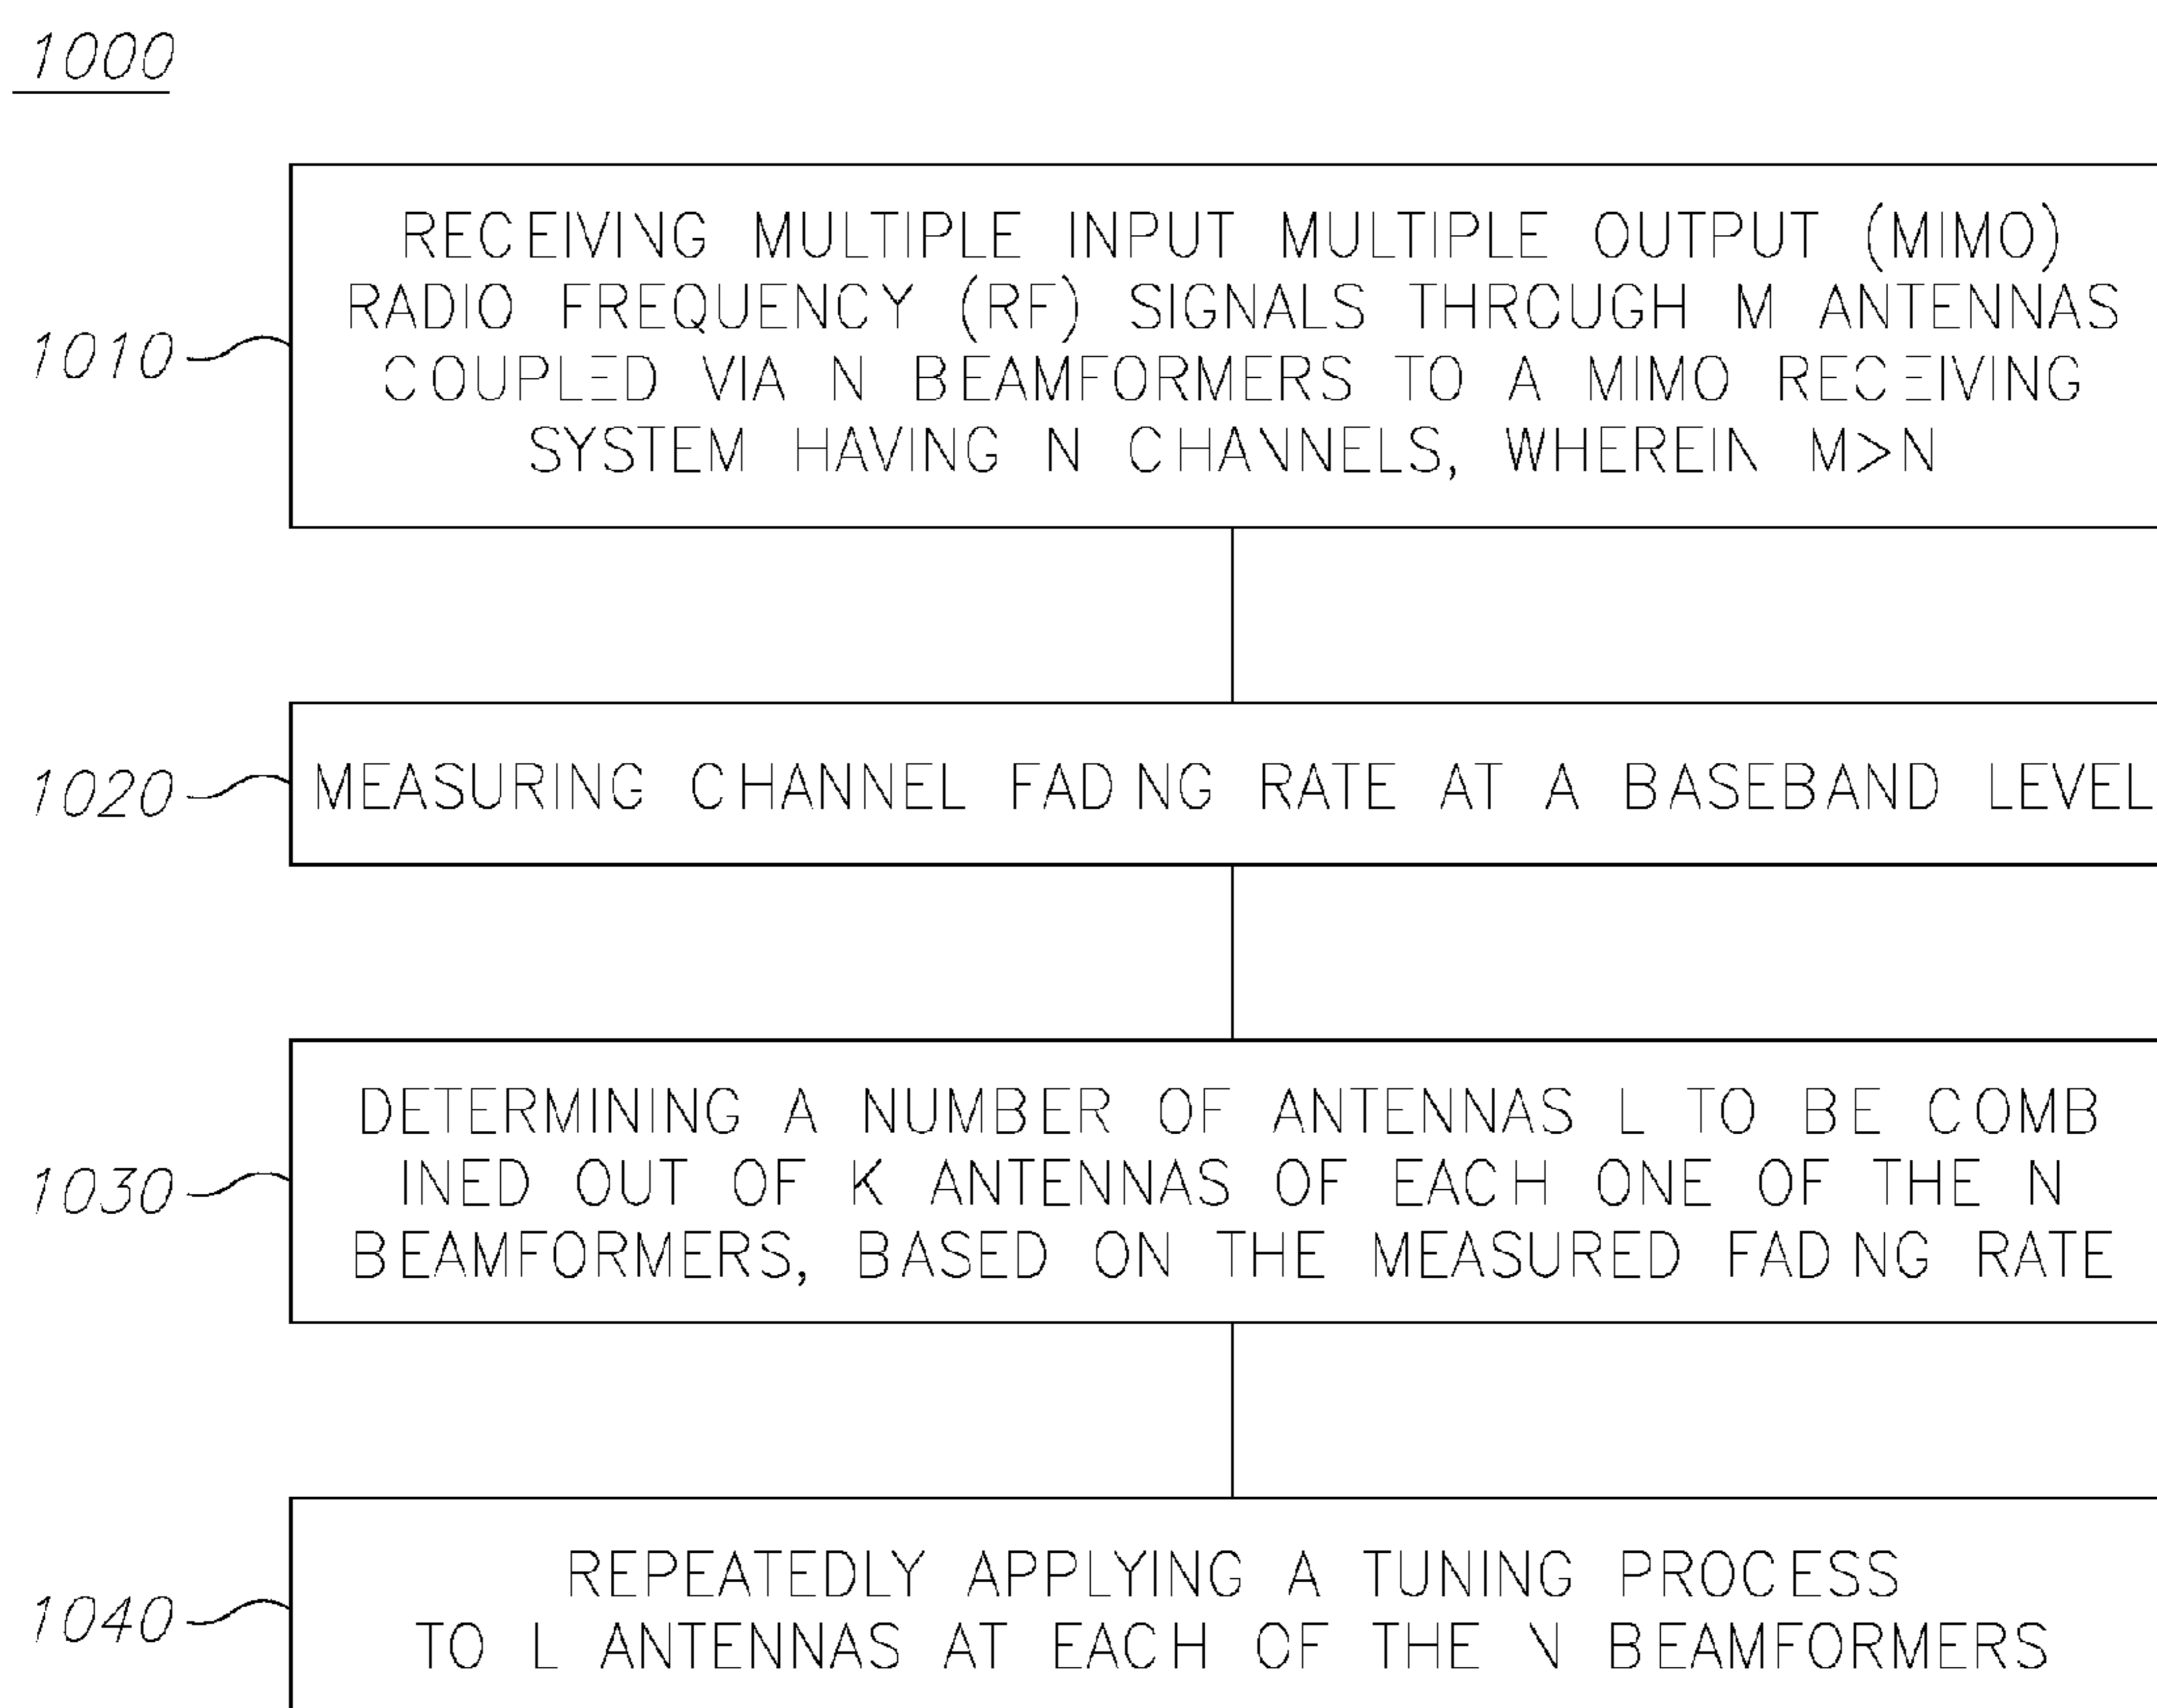 1000
RECEIVING MULTIPLE INPUT MULTIPLE OUTPUT (MIMO)
RADIO FREQUENCY (RF) SIGNALS THROUGH M ANTENNAS
1010
COUPLED VIA N BEAMFORMERS TO A MIMO RECEIVING
SYSTEM HAVING N CHANNELS, WHEREIN M>N
1020
MEASURING CHANNEL FADING RATE AT A BASEBAND LEVEL
DETERMINING A NUMBER OF ANTENNAS L TO BE COMB
1030
INED OUT OF K ANTENNAS OF EACH ONE OF THE N
BEAMFORMERS, BASED ON THE MEASURED FADING RATE
REPEATEDLY APPLYING A TUNING PROCESS
1040
TO L ANTENNAS AT EACH OF THE N BEAMFORMERS